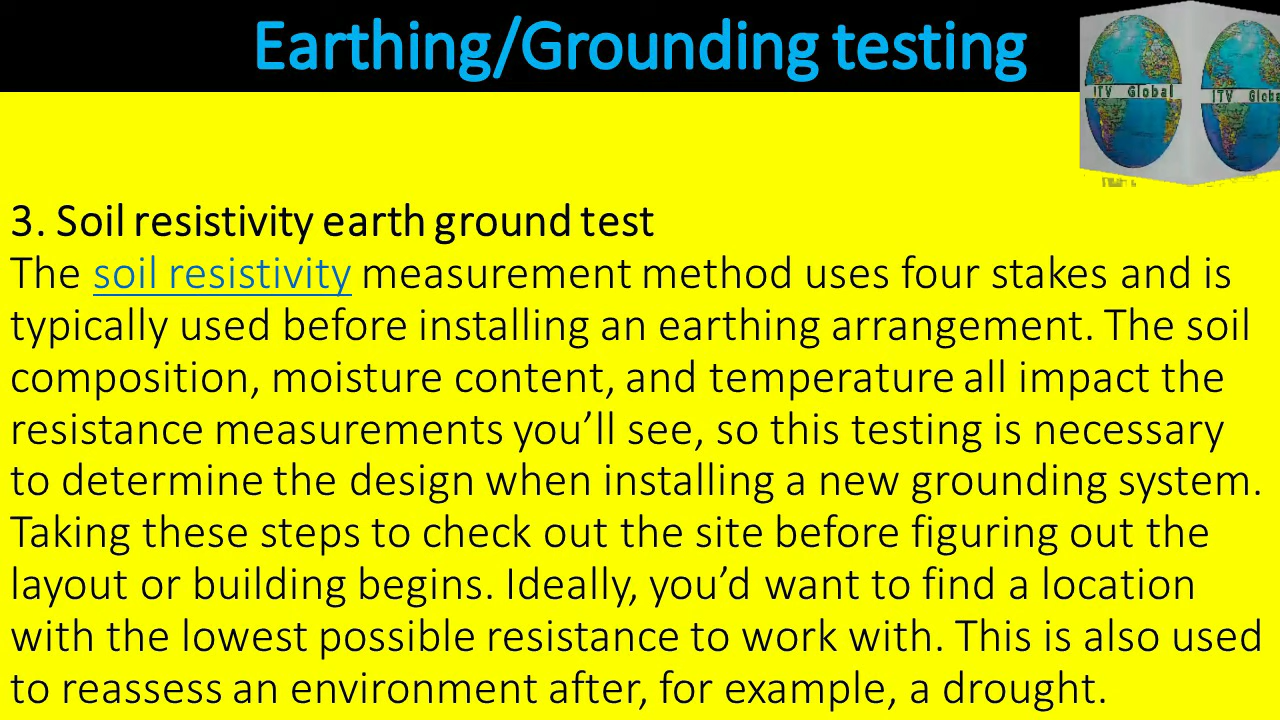 Earthing/Grounding testing
ITV Global
ITV Globa
3. Soil resistivity earth ground test
The soil resistivity measurement method uses four stakes and is
typically used before installing an earthing arrangement. The soil
composition, moisture content, and temperature all impact the
resistance measurements you’ll see, so this testing is necessary
to determine the design when installing a new grounding system.
Taking these steps to check out the site before figuring out the
layout or building begins. Ideally, you’d want to find a location
with the lowest possible resistance to work with. This is also used
to reassess an environment after, for example, a drought.